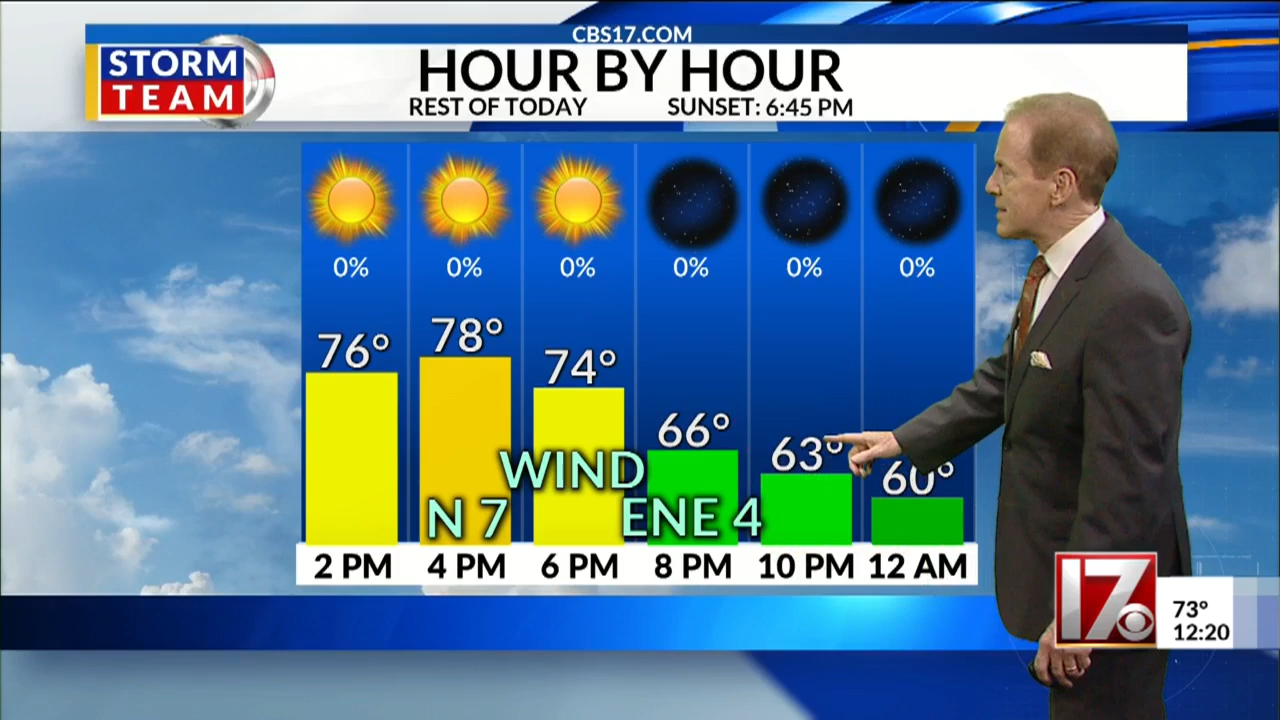 CBS17.COM
STORM
TEAM
HOUR BY HOUR
REST OF TODAY SUNSET: 6:45 PM
0% 0% 0% 0% 0% 0%
76° 78° 74° 66° 63° 60°
WIND
N 7 ENE 4
2 PM 4 PM 6 PM 8 PM 10 PM 12 AM
17
73°
12:20